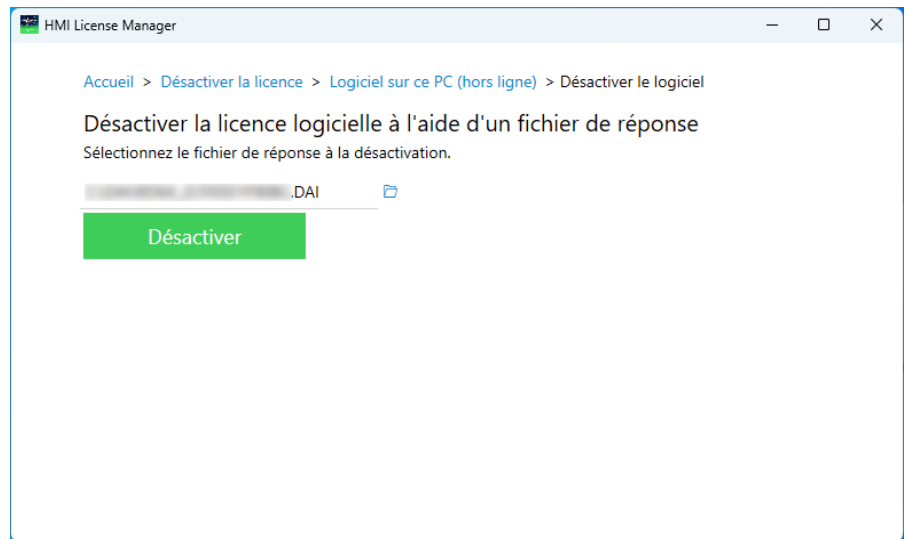 HMI License Manager
Accueil > Désactiver la licence > Logiciel sur ce PC (hors ligne) > Désactiver le logiciel
Désactiver la licence logicielle à l'aide d'un fichier de réponse
Sélectionnez le fichier de réponse à la désactivation.
.DAI
Désactiver